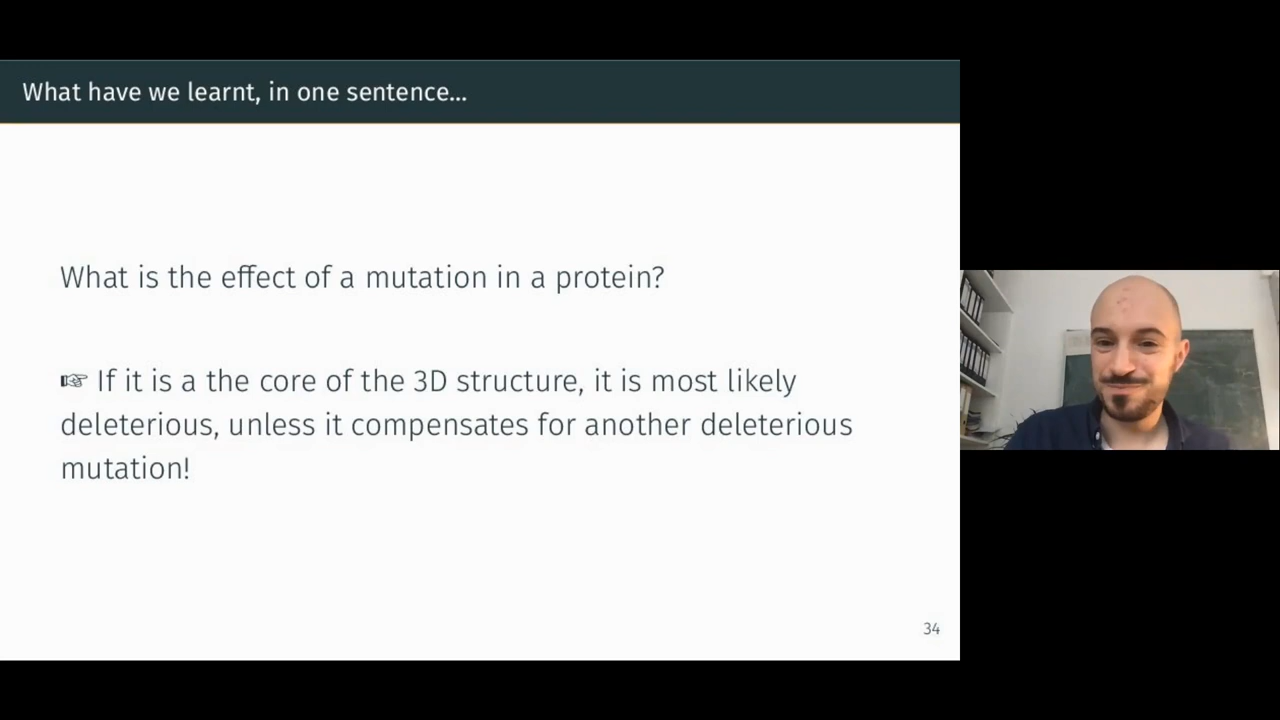 What have we learnt, in one sentence...
What is the effect of a mutation in a protein?
☞ If it is a the core of the 3D structure, it is most likely
deleterious, unless it compensates for another deleterious
mutation!
34